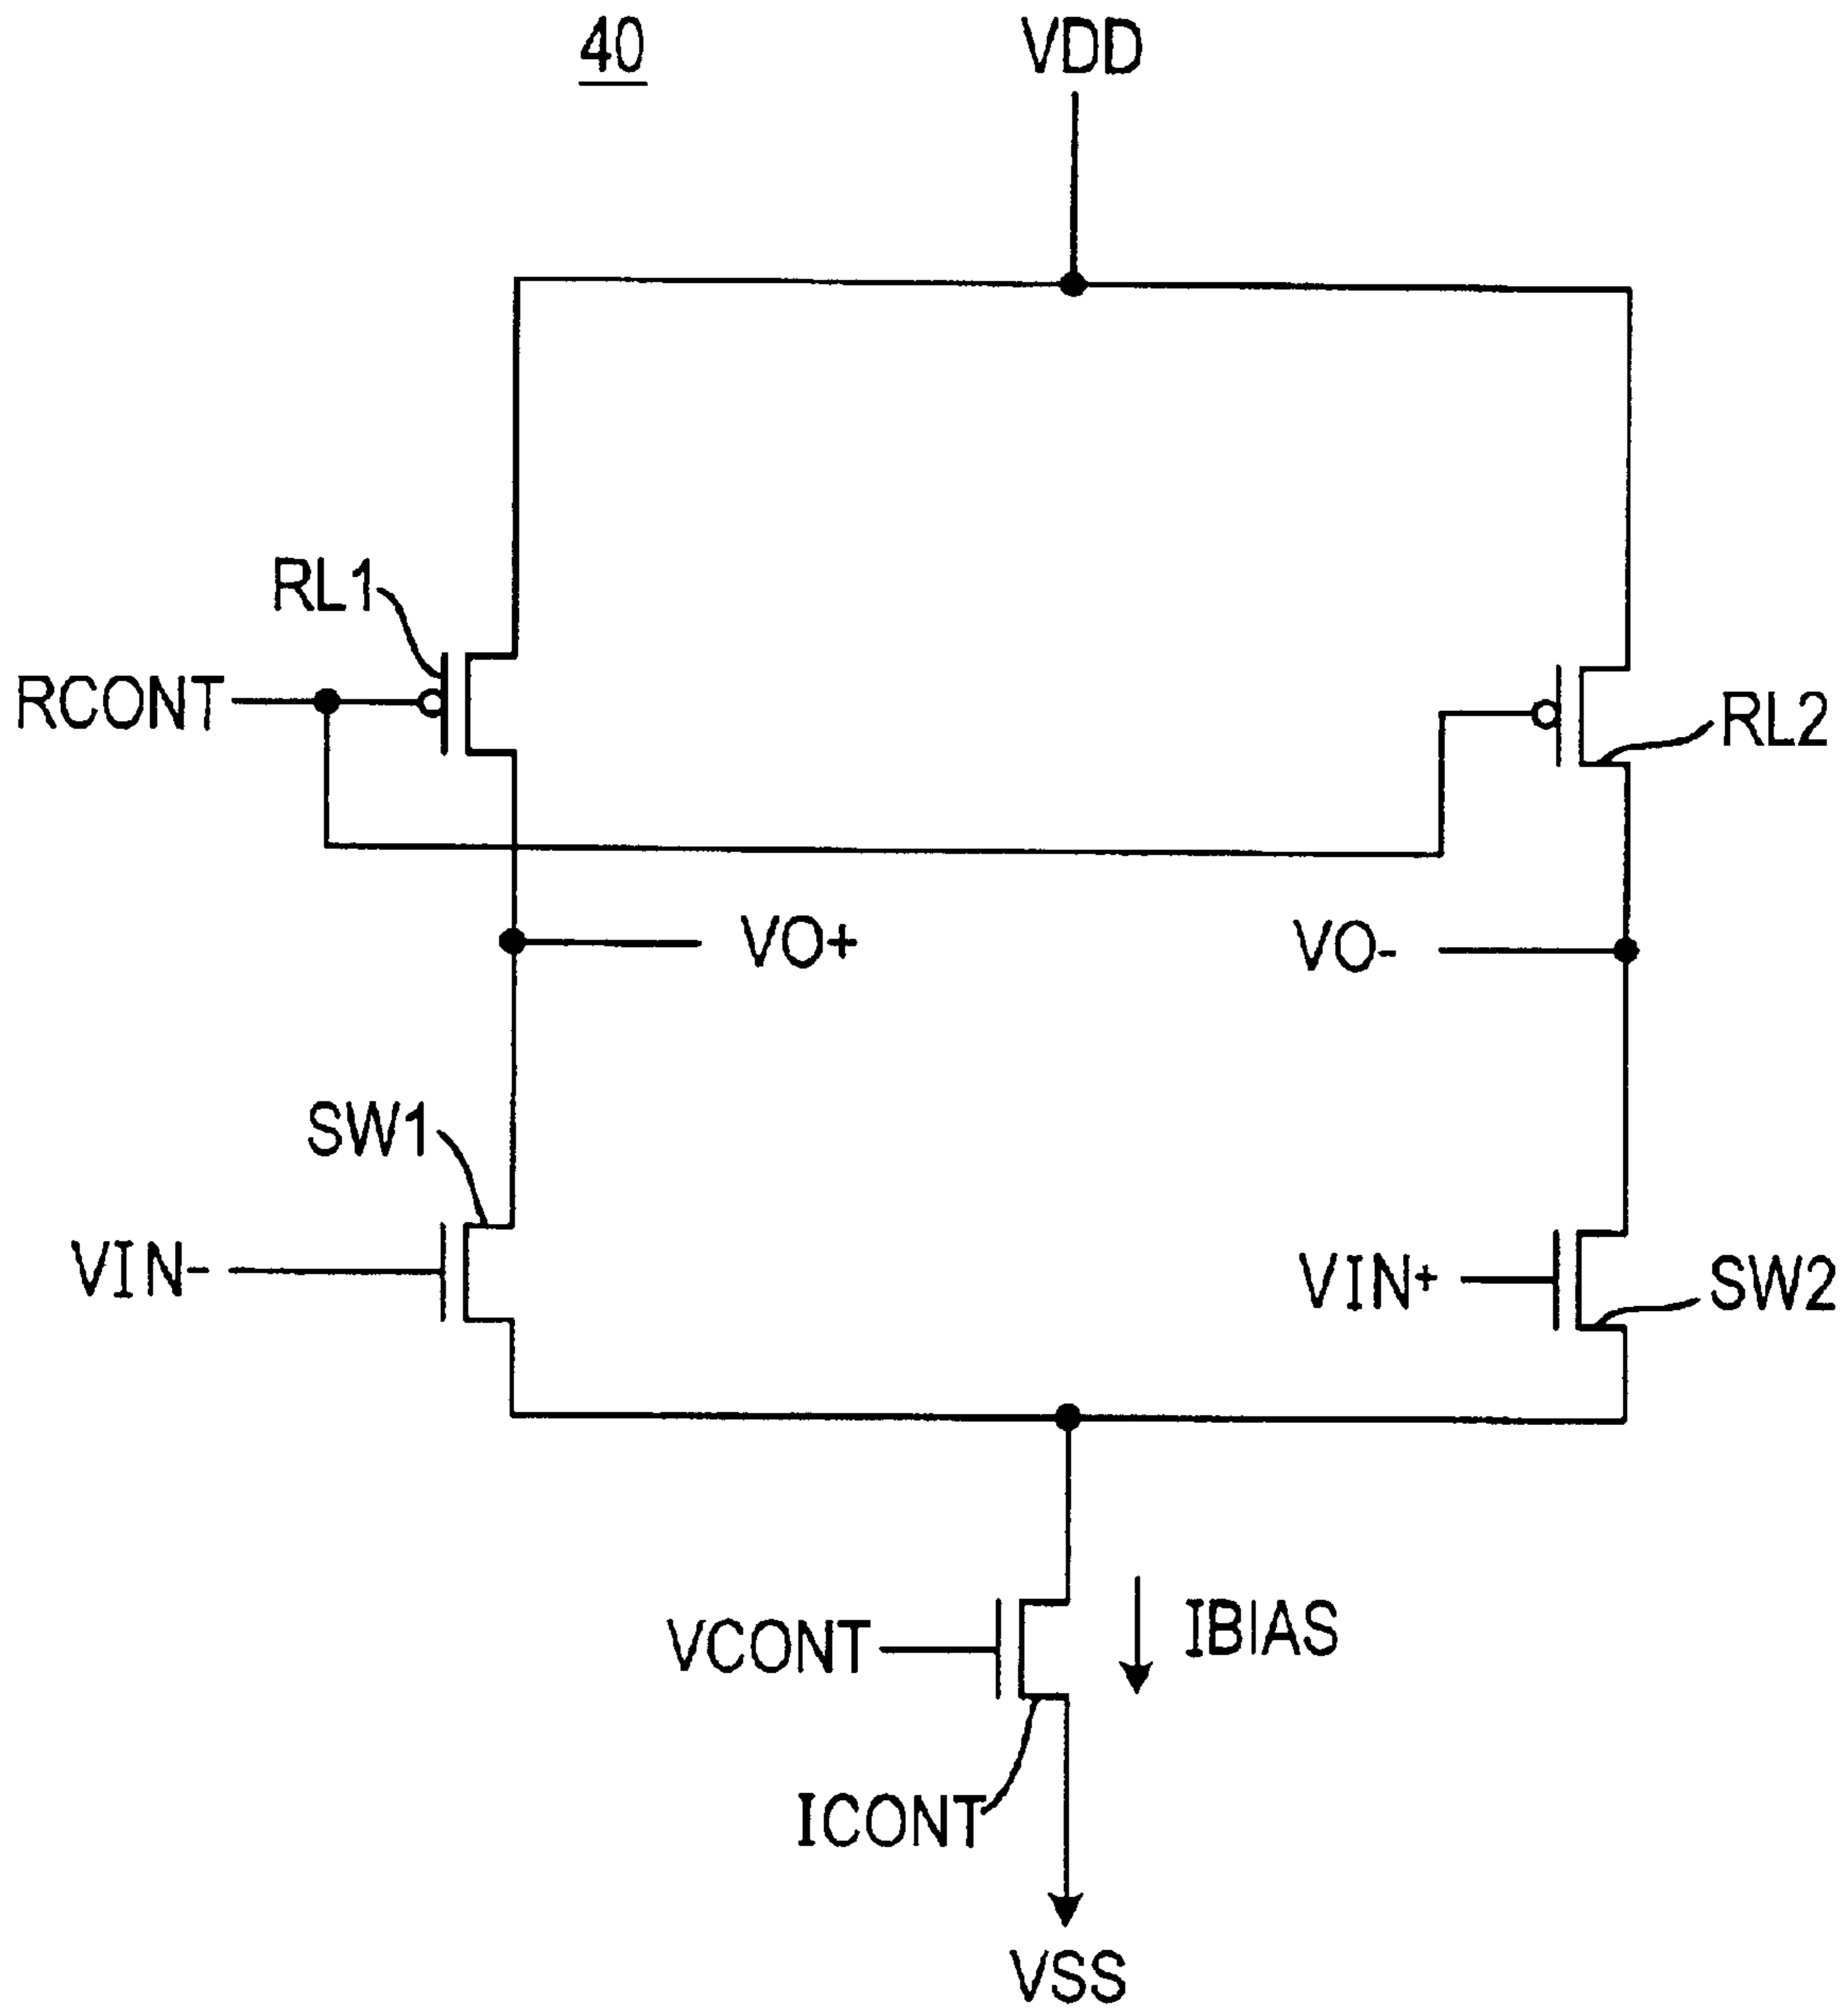 40
VDD
RL1
RCONT
RL2
VO+
VO-
SW1
VIN-
VIN+
SW2
VCONT
IBIAS
ICONT
VSS